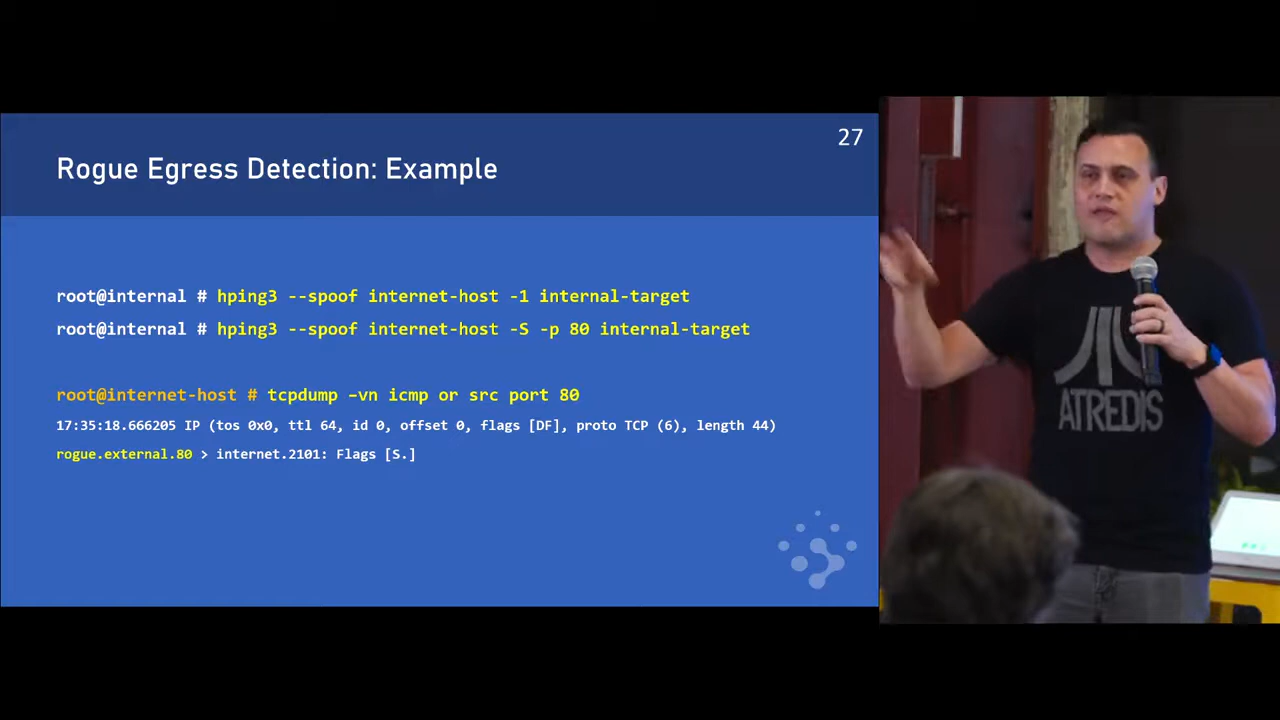 27
Rogue Egress Detection: Example
root@internal # hping3 --spoof internet-host -1 internal-target
root@internal # hping3 --spoof internet-host -S -p 80 internal-target
root@internet-host # tcpdump –vn icmp or src port 80
17:35:18.666205 IP (tos 0x0, ttl 64, id 0, offset 0, flags [DF], proto TCP (6), length 44)
rogue.external.80 > internet.2101: Flags [S.]
ATREDIS